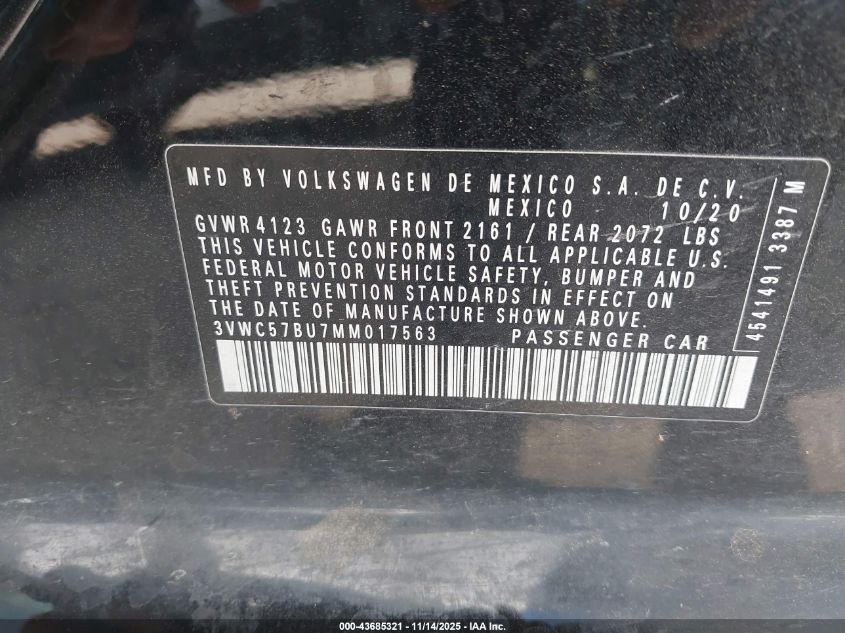 MFD BY VOLKSWAGEN DE MEXICO S.A. DE C.V.
MEXICO 10/20
GVWR 4123 GAWR FRONT 2161 / REAR 2072 LBS
THIS VEHICLE CONFORMS TO ALL APPLICABLE U.S.
FEDERAL MOTOR VEHICLE SAFETY, BUMPER AND
THEFT PREVENTION STANDARDS IN EFFECT ON
THE DATE OF MANUFACTURE SHOWN ABOVE.
3VWC57BU7MM017563 PASSENGER CAR
4541491 3387 M
000-43685321 - 11/14/2025 - IAA Inc.